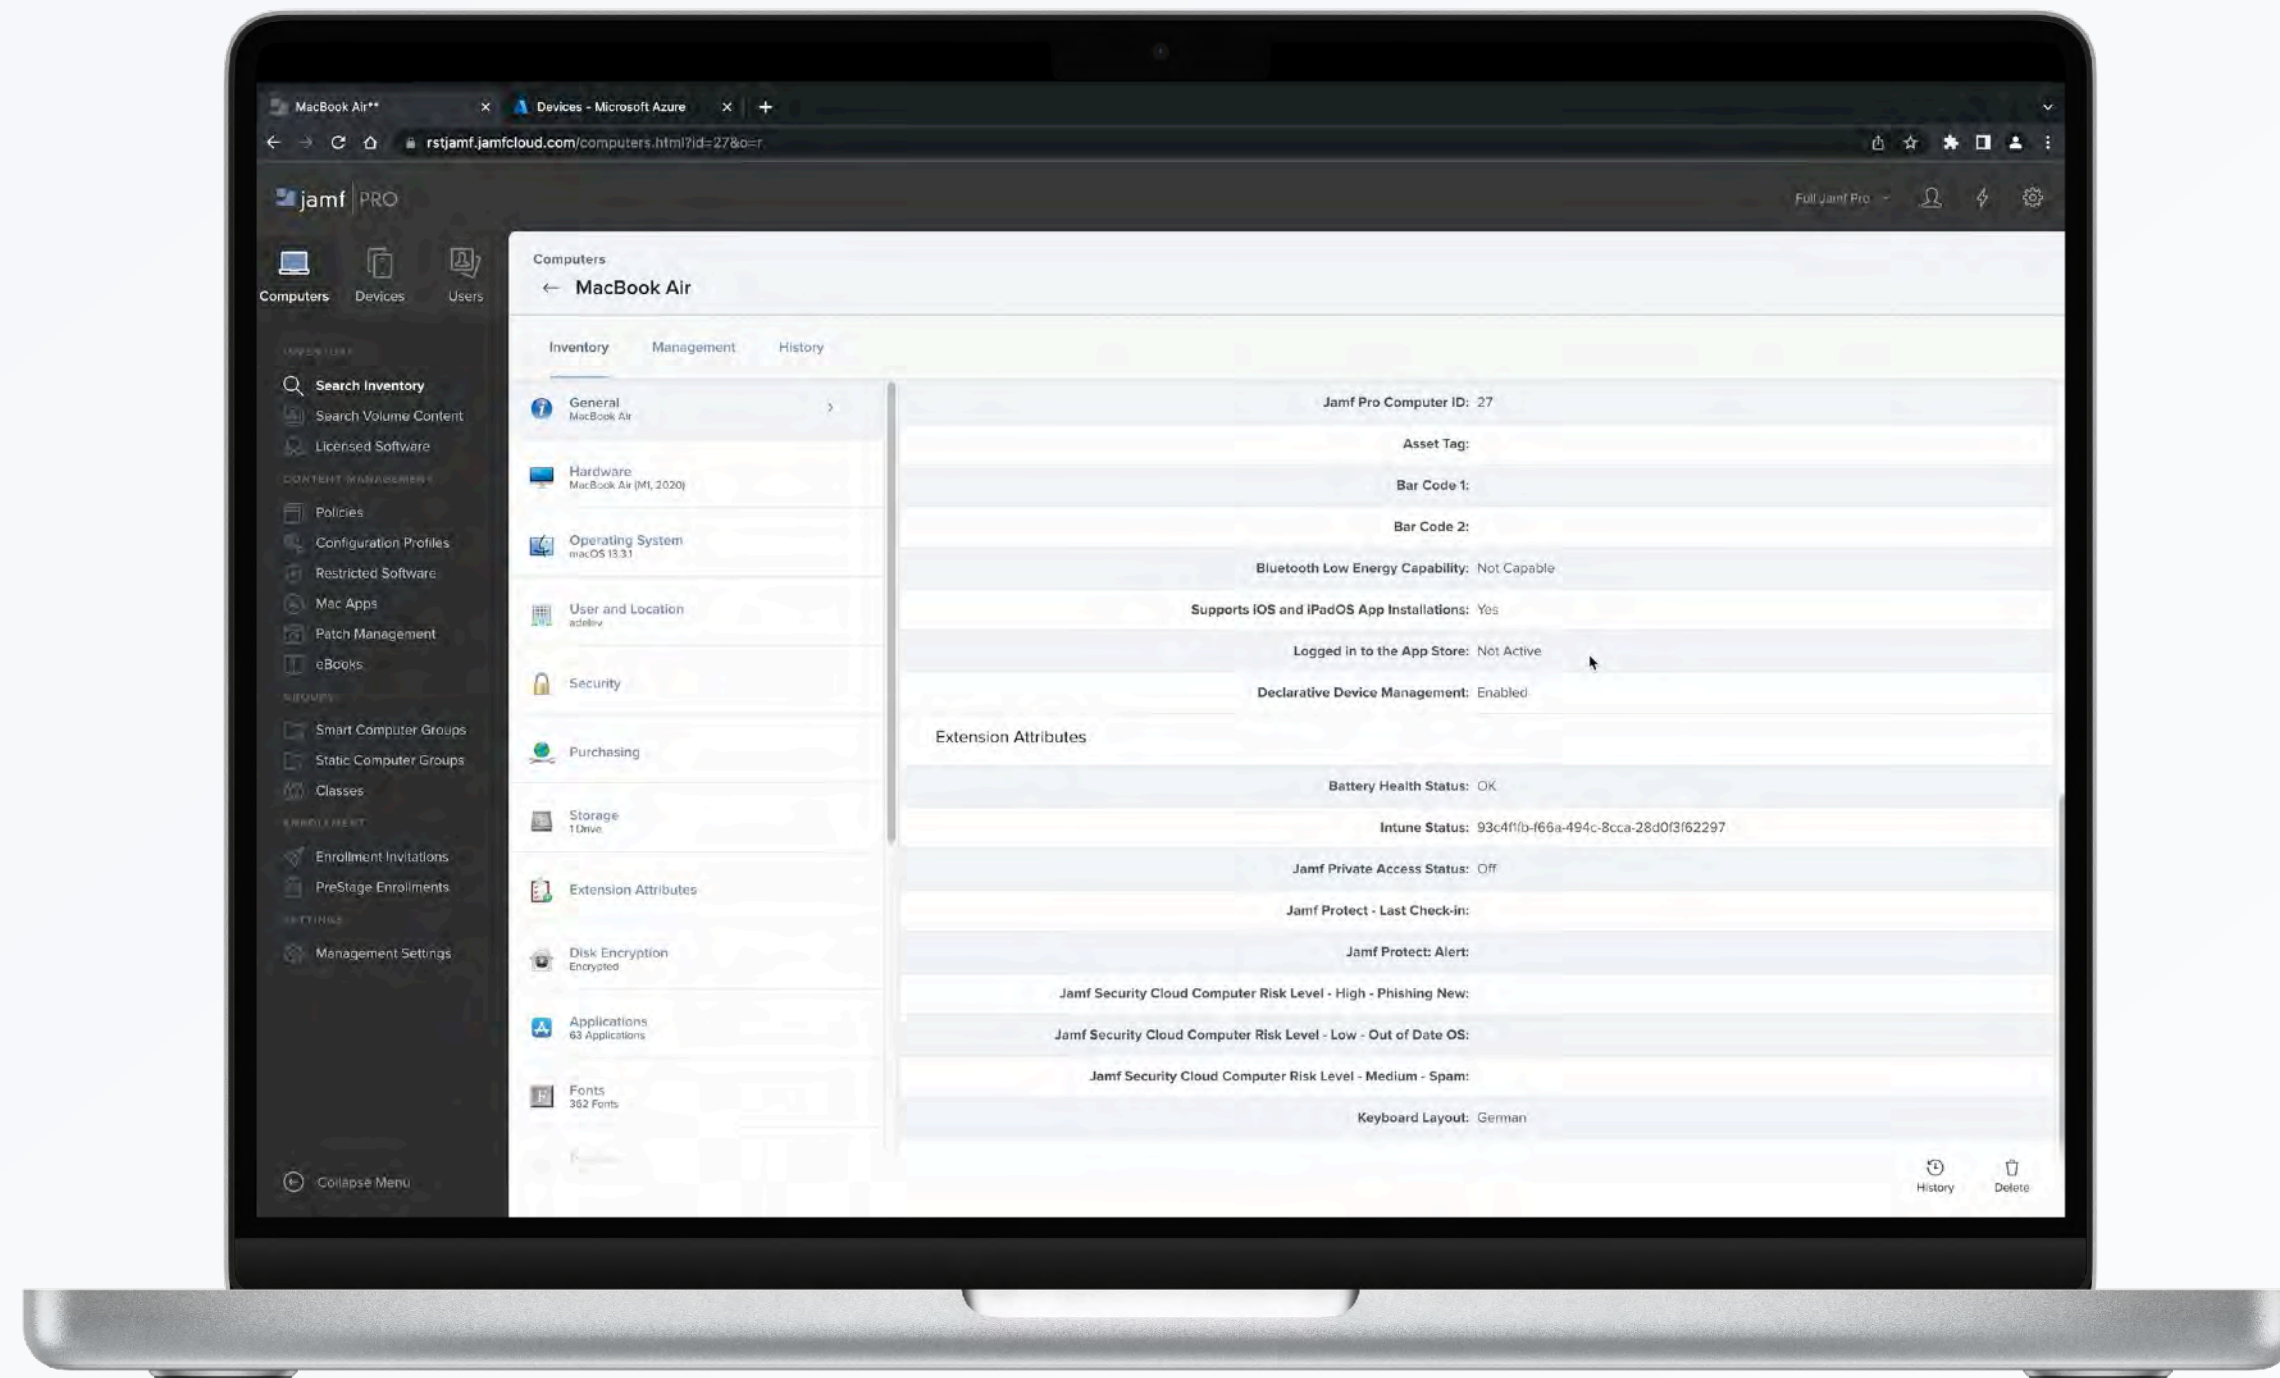 MacBook Air**
Devices - Microsoft Azure
rstjamf.jamfcloud.com/computers.html?id=27&o=r
jamf PRO
Full Jamf Pro
Computers
Devices
Users
INVENTORY
Search Inventory
Search Volume Content
Licensed Software
CONTENT MANAGEMENT
Policies
Configuration Profiles
Restricted Software
Mac Apps
Patch Management
eBooks
GROUPS
Smart Computer Groups
Static Computer Groups
Classes
ENROLLMENT
Enrollment Invitations
PreStage Enrollments
SETTINGS
Management Settings
Collapse Menu
Computers
← MacBook Air
Inventory
Management
History
General
MacBook Air
Hardware
MacBook Air (M1, 2020)
Operating System
macOS 13.3.1
User and Location
Security
Purchasing
Storage
1 Drive
Extension Attributes
Disk Encryption
Encrypted
Applications
63 Applications
Fonts
362 Fonts
Jamf Pro Computer ID: 27
Asset Tag:
Bar Code 1:
Bar Code 2:
Bluetooth Low Energy Capability: Not Capable
Supports iOS and iPadOS App Installations: Yes
Logged in to the App Store: Not Active
Declarative Device Management: Enabled
Extension Attributes
Battery Health Status: OK
Intune Status:
Jamf Private Access Status: Off
Jamf Protect - Last Check-in:
Jamf Protect: Alert:
Jamf Security Cloud Computer Risk Level - High - Phishing New:
Jamf Security Cloud Computer Risk Level - Low - Out of Date OS:
Jamf Security Cloud Computer Risk Level - Medium - Spam:
Keyboard Layout: German
History
Delete